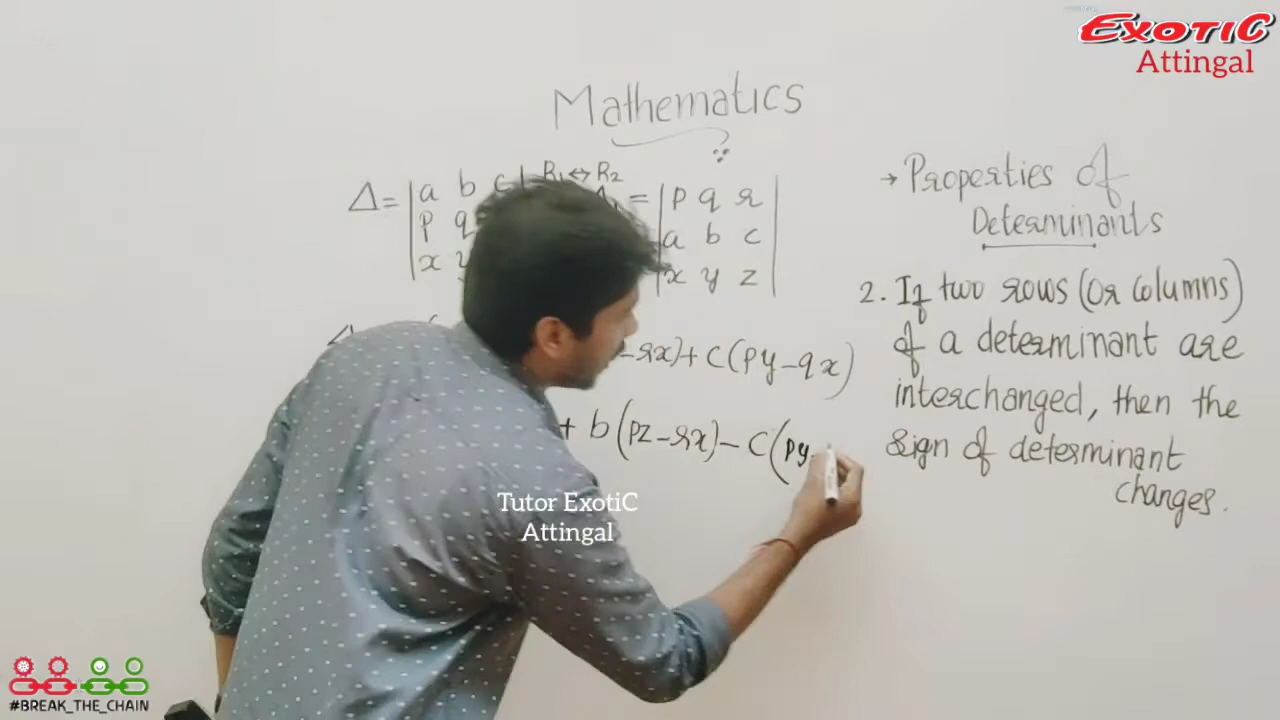 ExotiC
Attingal
Mathematics
Δ= | a b c | R₁↔R₂
p q
x
= | p q r |
a b c
x y z
-rx)+ c(py-qx)
+ b(pz-rx)- c(py-
→ Properties of
Determinants
2. If two rows (or columns)
of a determinant are
interchanged, then the
sign of determinant
changes.
Tutor ExotiC
Attingal
#BREAK_THE_CHAIN